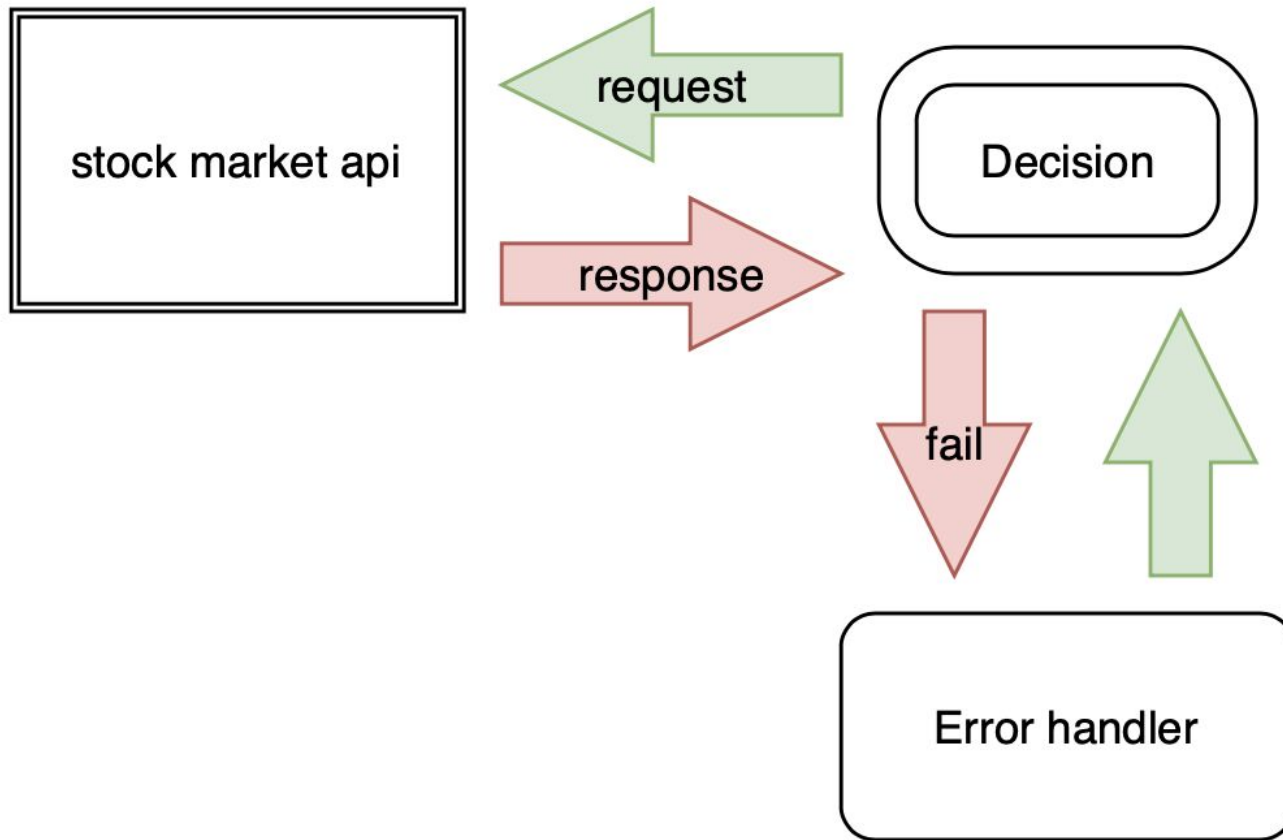 request
stock market api
Decision
response
fail
Error handler